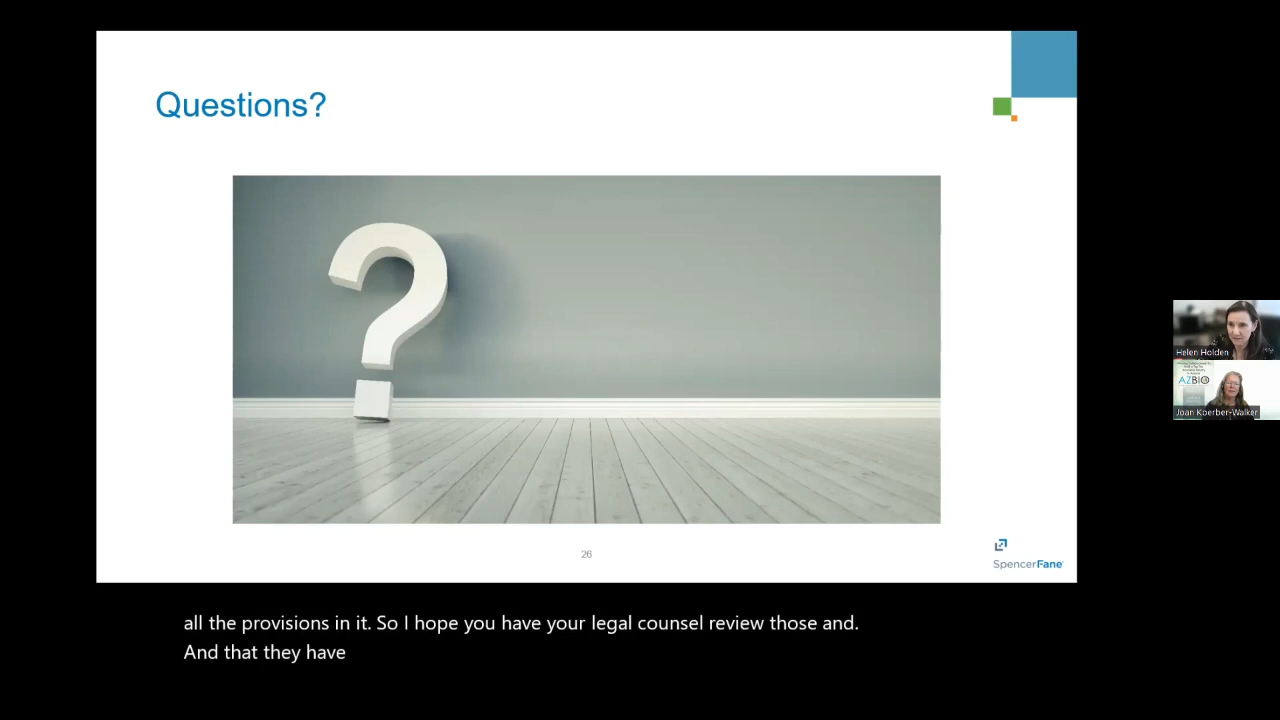 Questions?
26
SpencerFane
Helen Holden
AZBIO
Joan Koerber-Walker
all the provisions in it. So I hope you have your legal counsel review those and.
And that they have